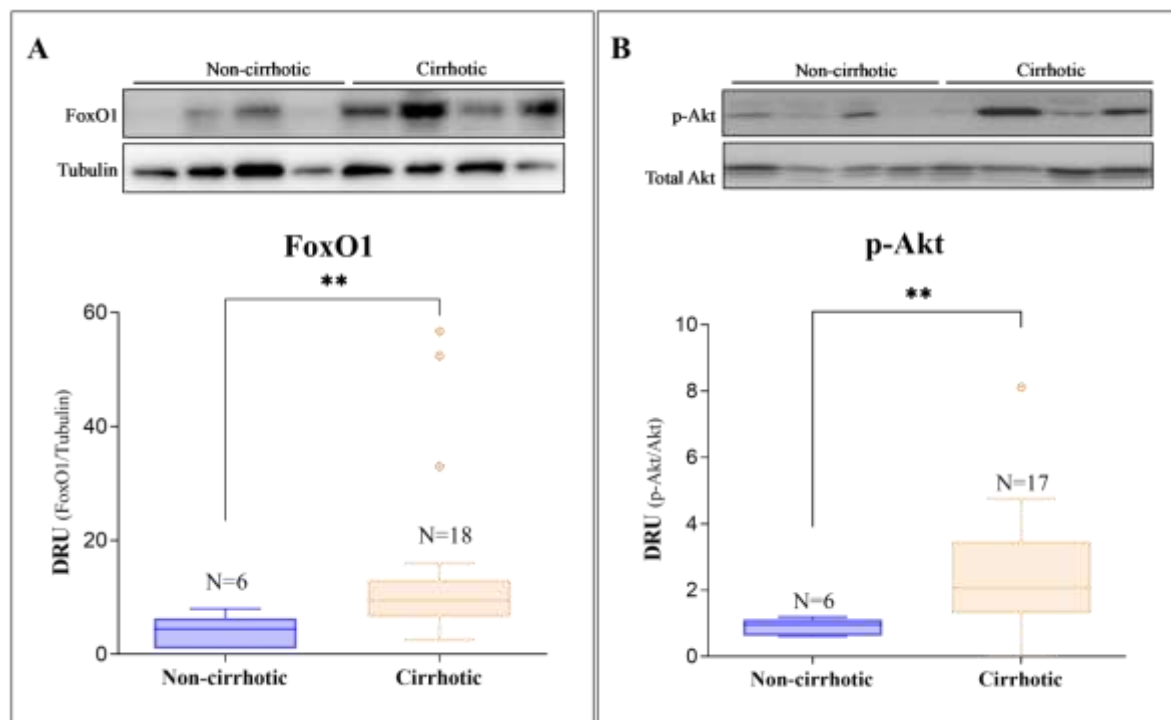 A
Non-cirrhotic Cirrhotic
FoxO1
Tubulin
FoxO1
**
60
40
20
0
DRU (FoxO1/Tubulin)
N=6
N=18
Non-cirrhotic Cirrhotic
B
Non-cirrhotic Cirrhotic
p-Akt
Total Akt
p-Akt
**
10
8
6
4
2
0
DRU (p-Akt/Akt)
N=6
N=17
Non-cirrhotic Cirrhotic